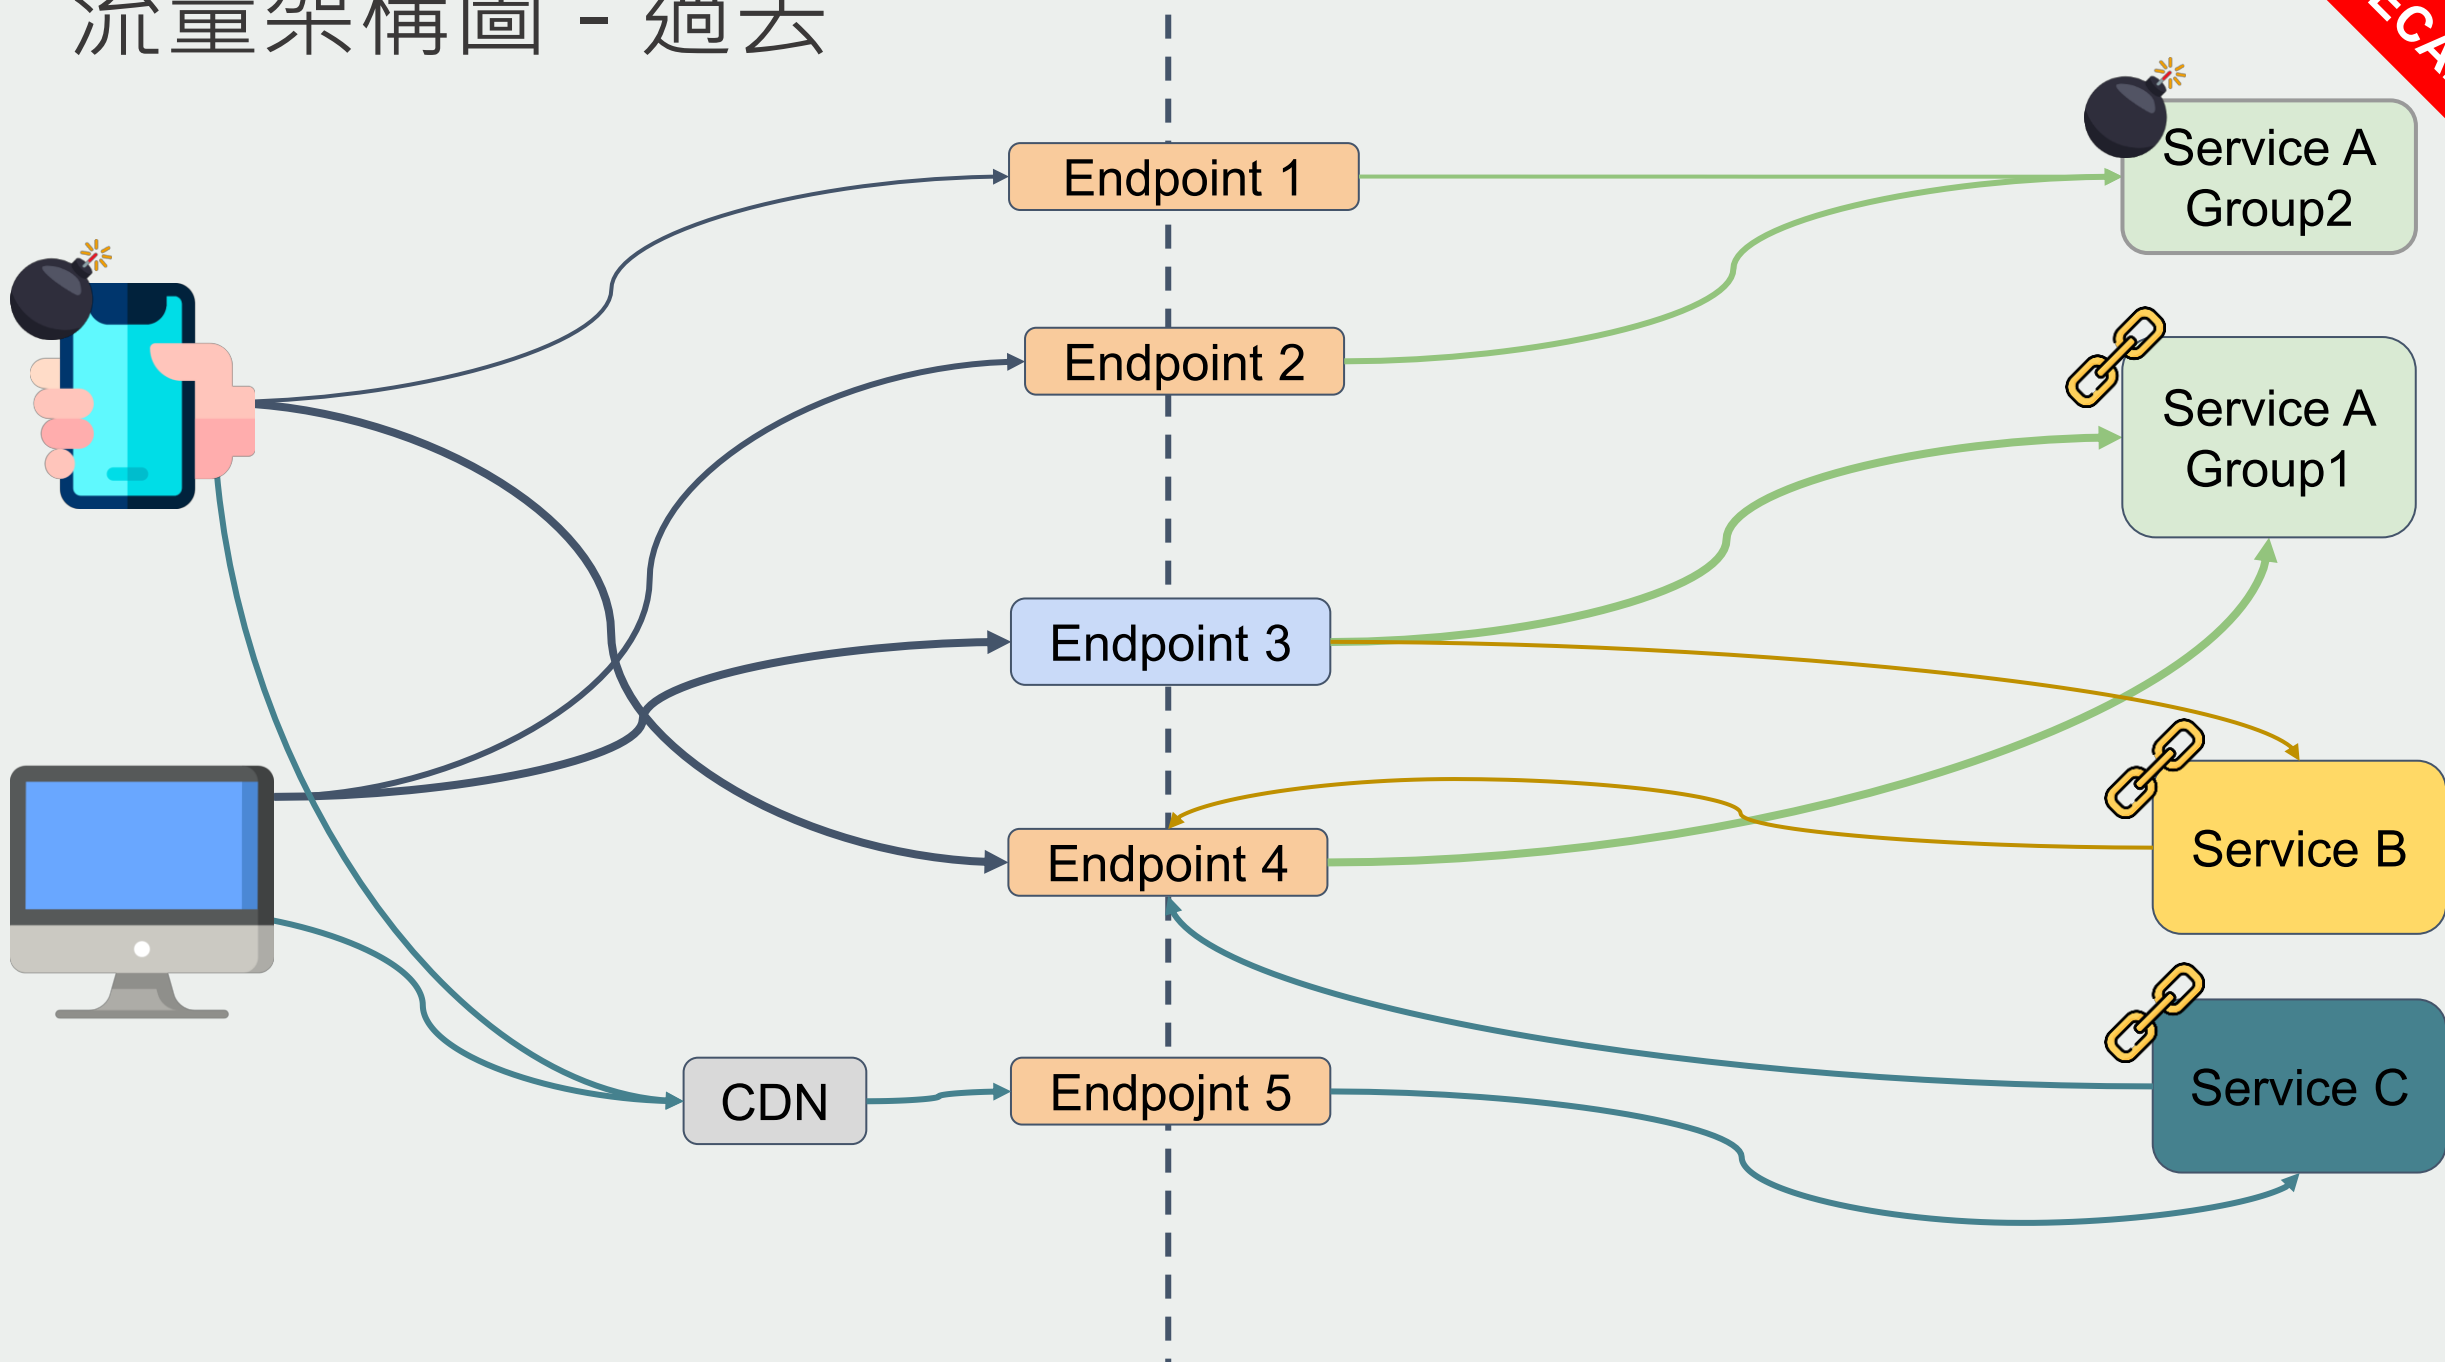 流量架構圖 - 過去
Endpoint 1
Service A
Group2
Endpoint 2
Service A
Group1
Endpoint 3
Endpoint 4
Service B
CDN
Endpojnt 5
Service C